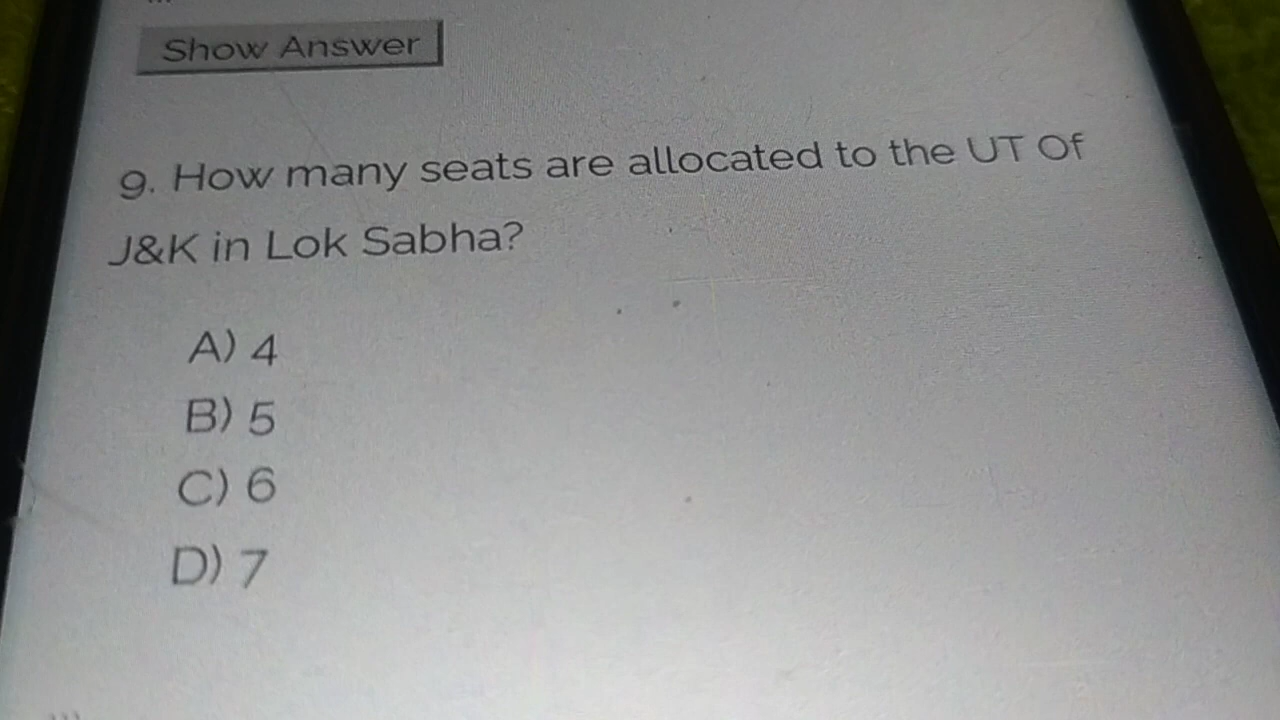 Show Answer
9. How many seats are allocated to the UT Of
J&K in Lok Sabha?
A) 4
B) 5
C) 6
D) 7